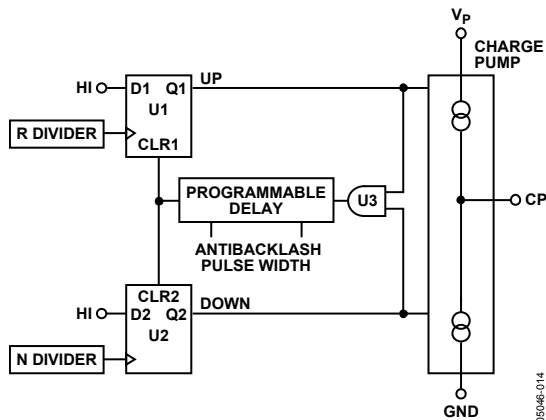 VP
CHARGE
PUMP
HI
D1 Q1
UP
U1
R DIVIDER
CLR1
PROGRAMMABLE
DELAY
U3
CP
ANTIBACKLASH
PULSE WIDTH
CLR2
HI
D2 Q2
DOWN
U2
N DIVIDER
GND
05046-014